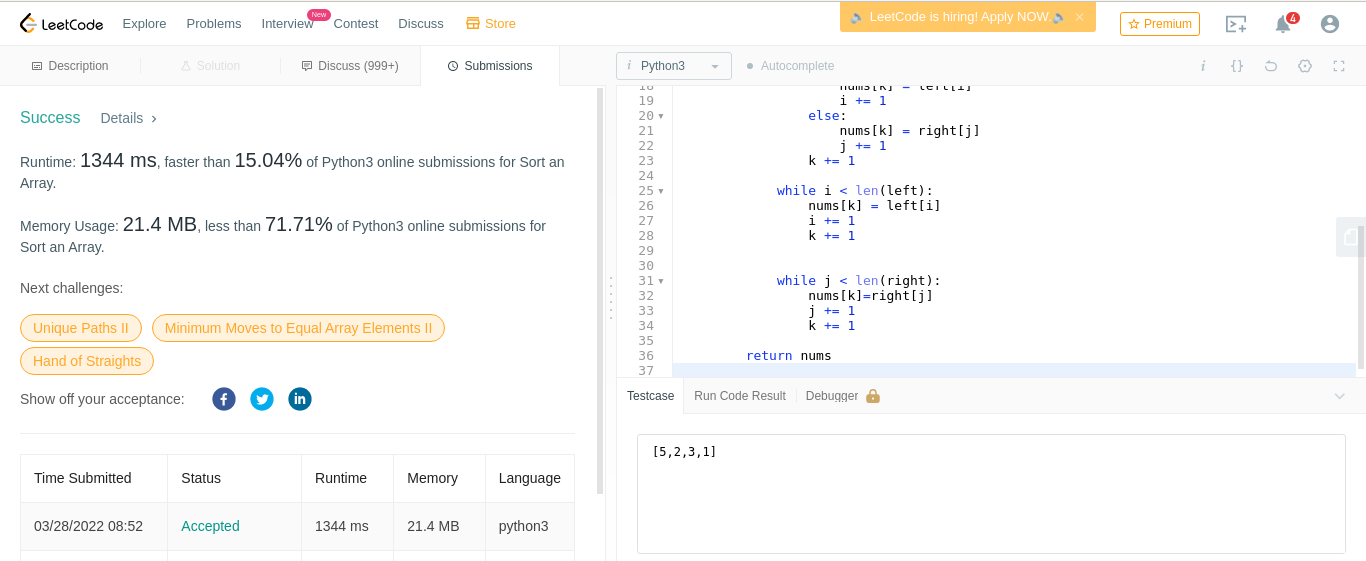 LeetCode Explore Problems Interview New Contest Discuss Store 🔈 LeetCode is hiring! Apply NOW.🔈 × Premium 4
Description Solution Discuss (999+) Submissions
i Python3 Autocomplete i {}
Success Details >
Runtime: 1344 ms, faster than 15.04% of Python3 online submissions for Sort an
Array.
Memory Usage: 21.4 MB, less than 71.71% of Python3 online submissions for
Sort an Array.
Next challenges:
Unique Paths II Minimum Moves to Equal Array Elements II
Hand of Straights
Show off your acceptance:
Time Submitted Status Runtime Memory Language
03/28/2022 08:52 Accepted 1344 ms 21.4 MB python3
18 nums[k] = left[i]
19 i += 1
20 else:
21 nums[k] = right[j]
22 j += 1
23 k += 1
24
25 while i < len(left):
26 nums[k] = left[i]
27 i += 1
28 k += 1
29
30
31 while j < len(right):
32 nums[k]=right[j]
33 j += 1
34 k += 1
35
36 return nums
37
Testcase Run Code Result Debugger
[5,2,3,1]